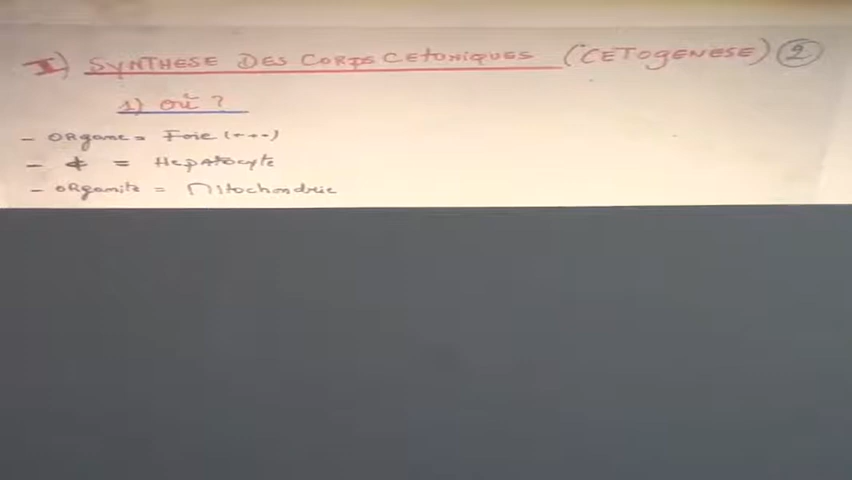 I) SYNTHESE DES CORPS CETONIQUES (CETOGENESE) 2
1) où ?
- ORgane = Foie (+++)
- = Hepatocyte
- ORganite = Mitochondrie